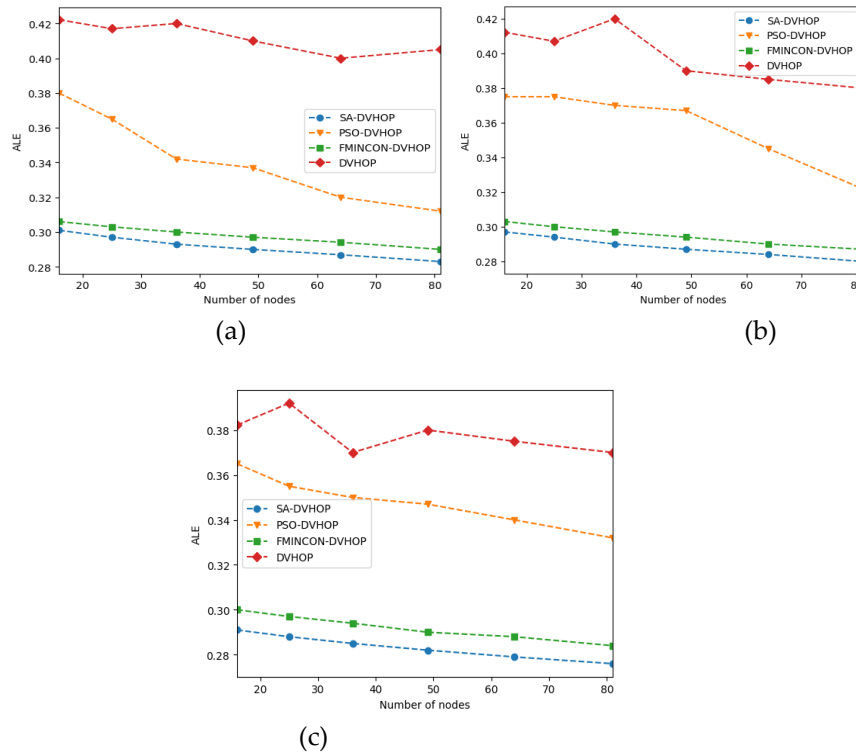 0.42
0.40
0.38
0.36
0.34
0.32
0.30
0.28
ALE
SA-DVHOP
PSO-DVHOP
FMINCON-DVHOP
DVHOP
20 30 40 50 60 70 80
Number of nodes
(a)
0.42
0.40
0.38
0.36
0.34
0.32
0.30
0.28
ALE
SA-DVHOP
PSO-DVHOP
FMINCON-DVHOP
DVHOP
20 30 40 50 60 70 80
Number of nodes
(b)
0.38
0.36
0.34
0.32
0.30
0.28
ALE
SA-DVHOP
PSO-DVHOP
FMINCON-DVHOP
DVHOP
20 30 40 50 60 70 80
Number of nodes
(c)